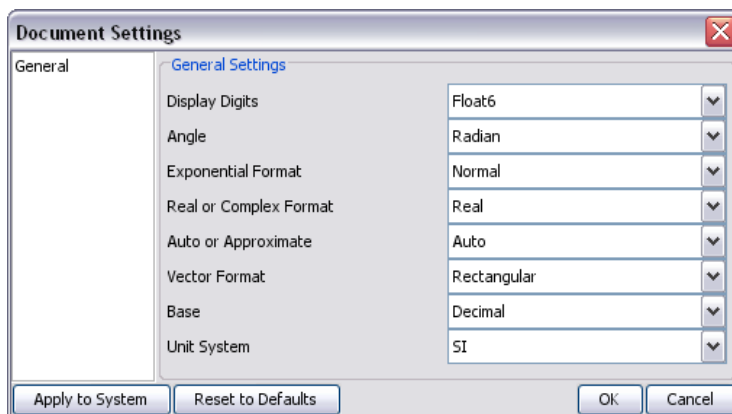 Document Settings
General
General Settings
Display Digits Float6
Angle Radian
Exponential Format Normal
Real or Complex Format Real
Auto or Approximate Auto
Vector Format Rectangular
Base Decimal
Unit System SI
Apply to System Reset to Defaults OK Cancel